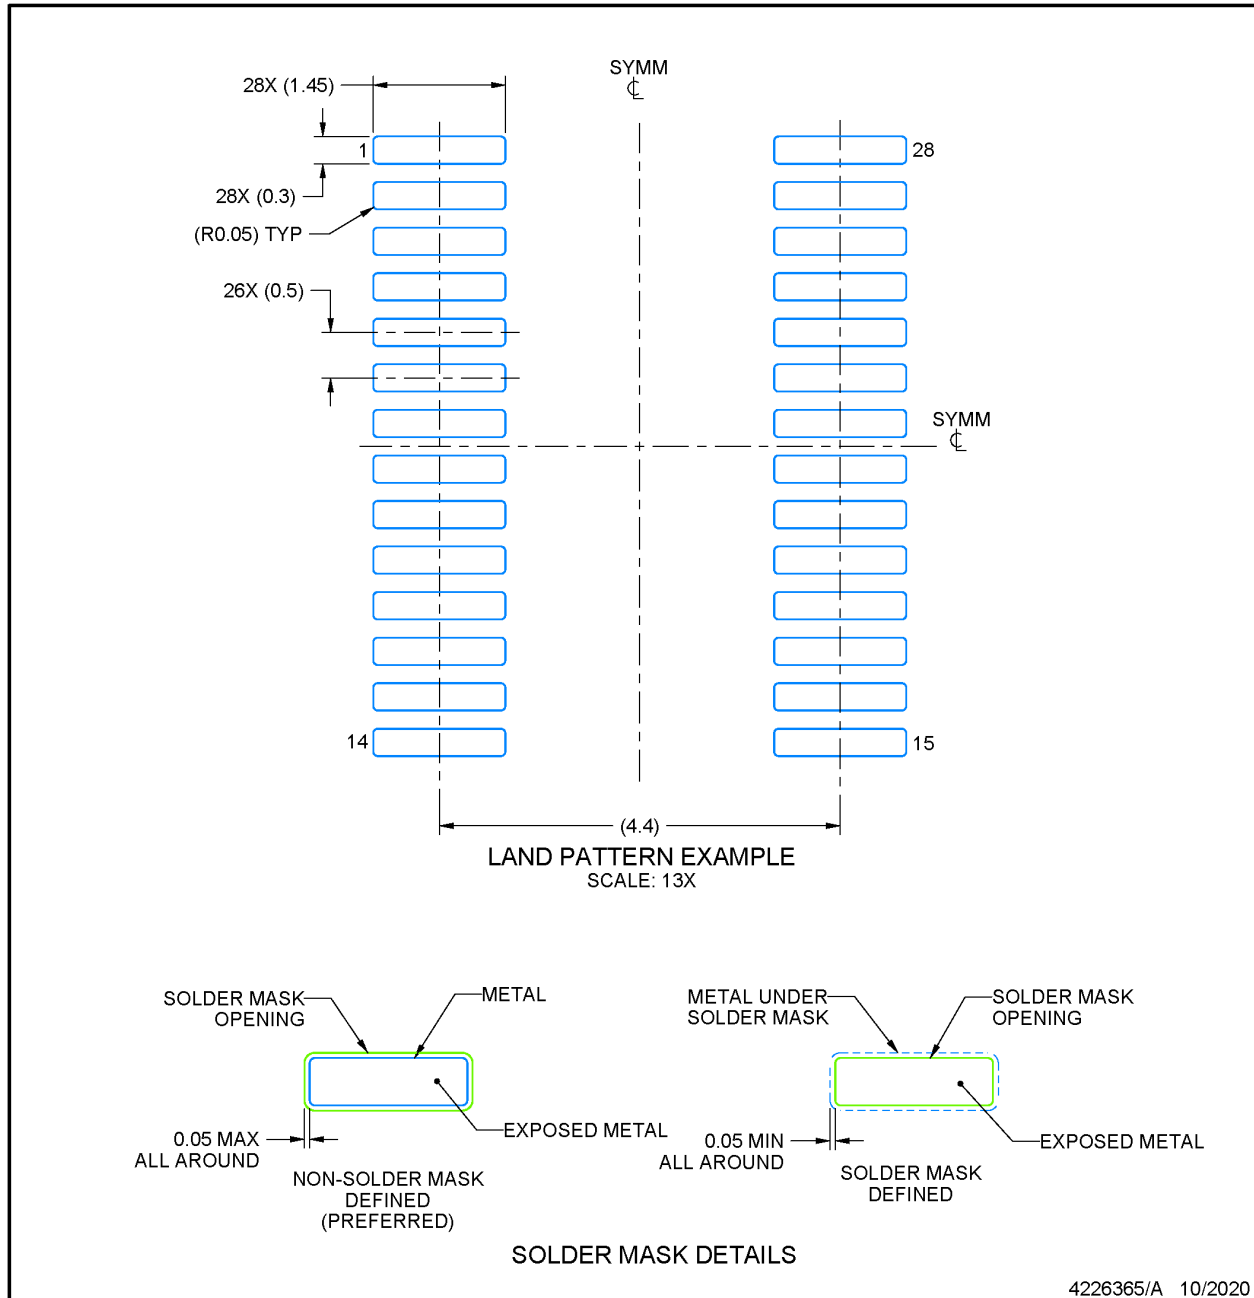 SYMM
℄
28X (1.45)
1
28
28X (0.3)
(R0.05) TYP
26X (0.5)
SYMM
℄
14
15
(4.4)
LAND PATTERN EXAMPLE
SCALE: 13X
SOLDER MASK
OPENING
METAL
EXPOSED METAL
0.05 MAX
ALL AROUND
NON-SOLDER MASK
DEFINED
(PREFERRED)
METAL UNDER
SOLDER MASK
SOLDER MASK
OPENING
EXPOSED METAL
0.05 MIN
ALL AROUND
SOLDER MASK
DEFINED
SOLDER MASK DETAILS
4226365/A 10/2020